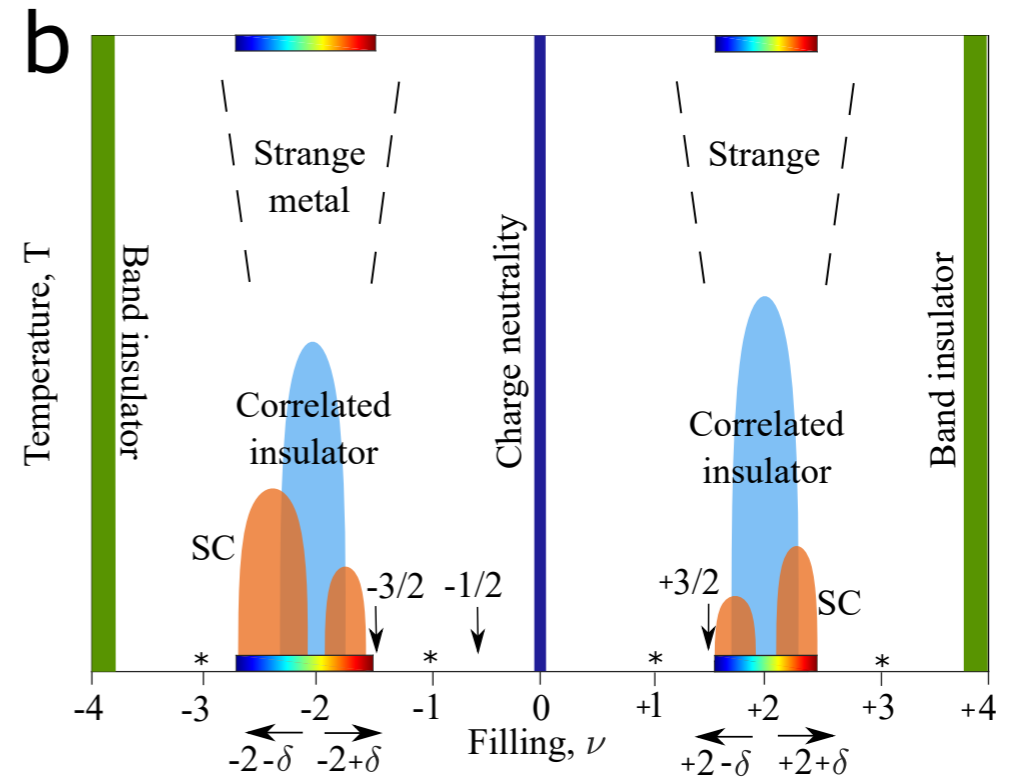 b
Strange
metal
Strange
Temperature, T
Band insulator
Charge neutrality
Band insulator
Correlated
insulator
Correlated
insulator
SC
SC
-3/2
-1/2
+3/2
*
*
*
*
-4
-3
-2
-1
0
+1
+2
+3
+4
-2-δ
-2+δ
Filling, ν
+2-δ
+2+δ